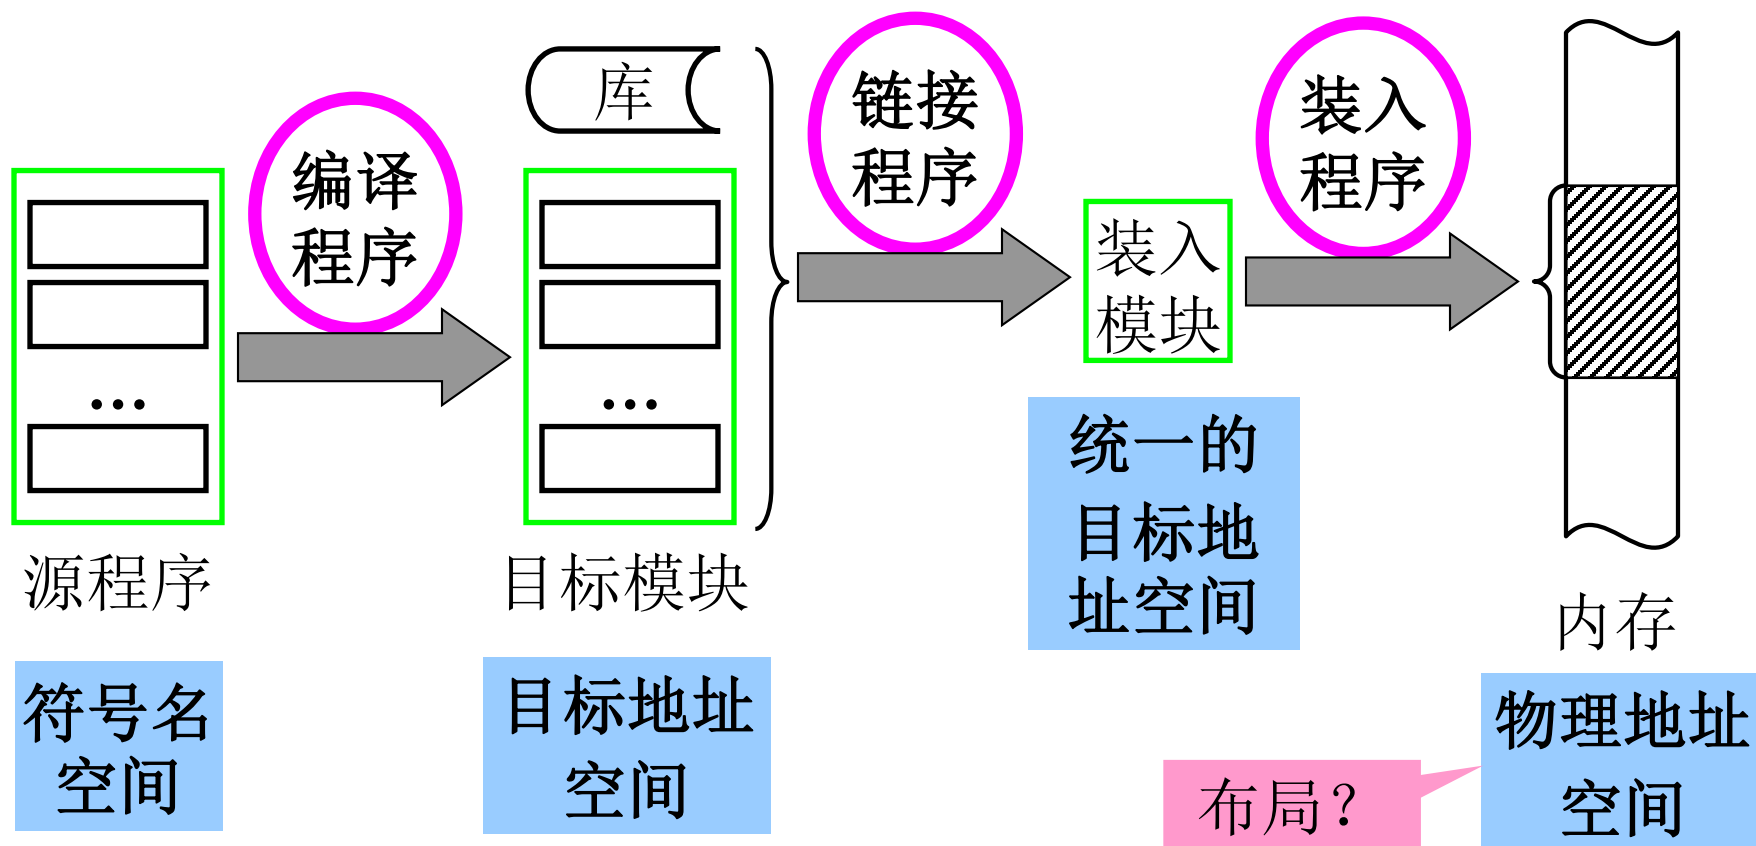 库
编译
程序
链接
程序
装入
程序
装入
模块
…
…
源程序
目标模块
内存
符号名
空间
目标地址
空间
统一的
目标地
址空间
物理地址
空间
布局？